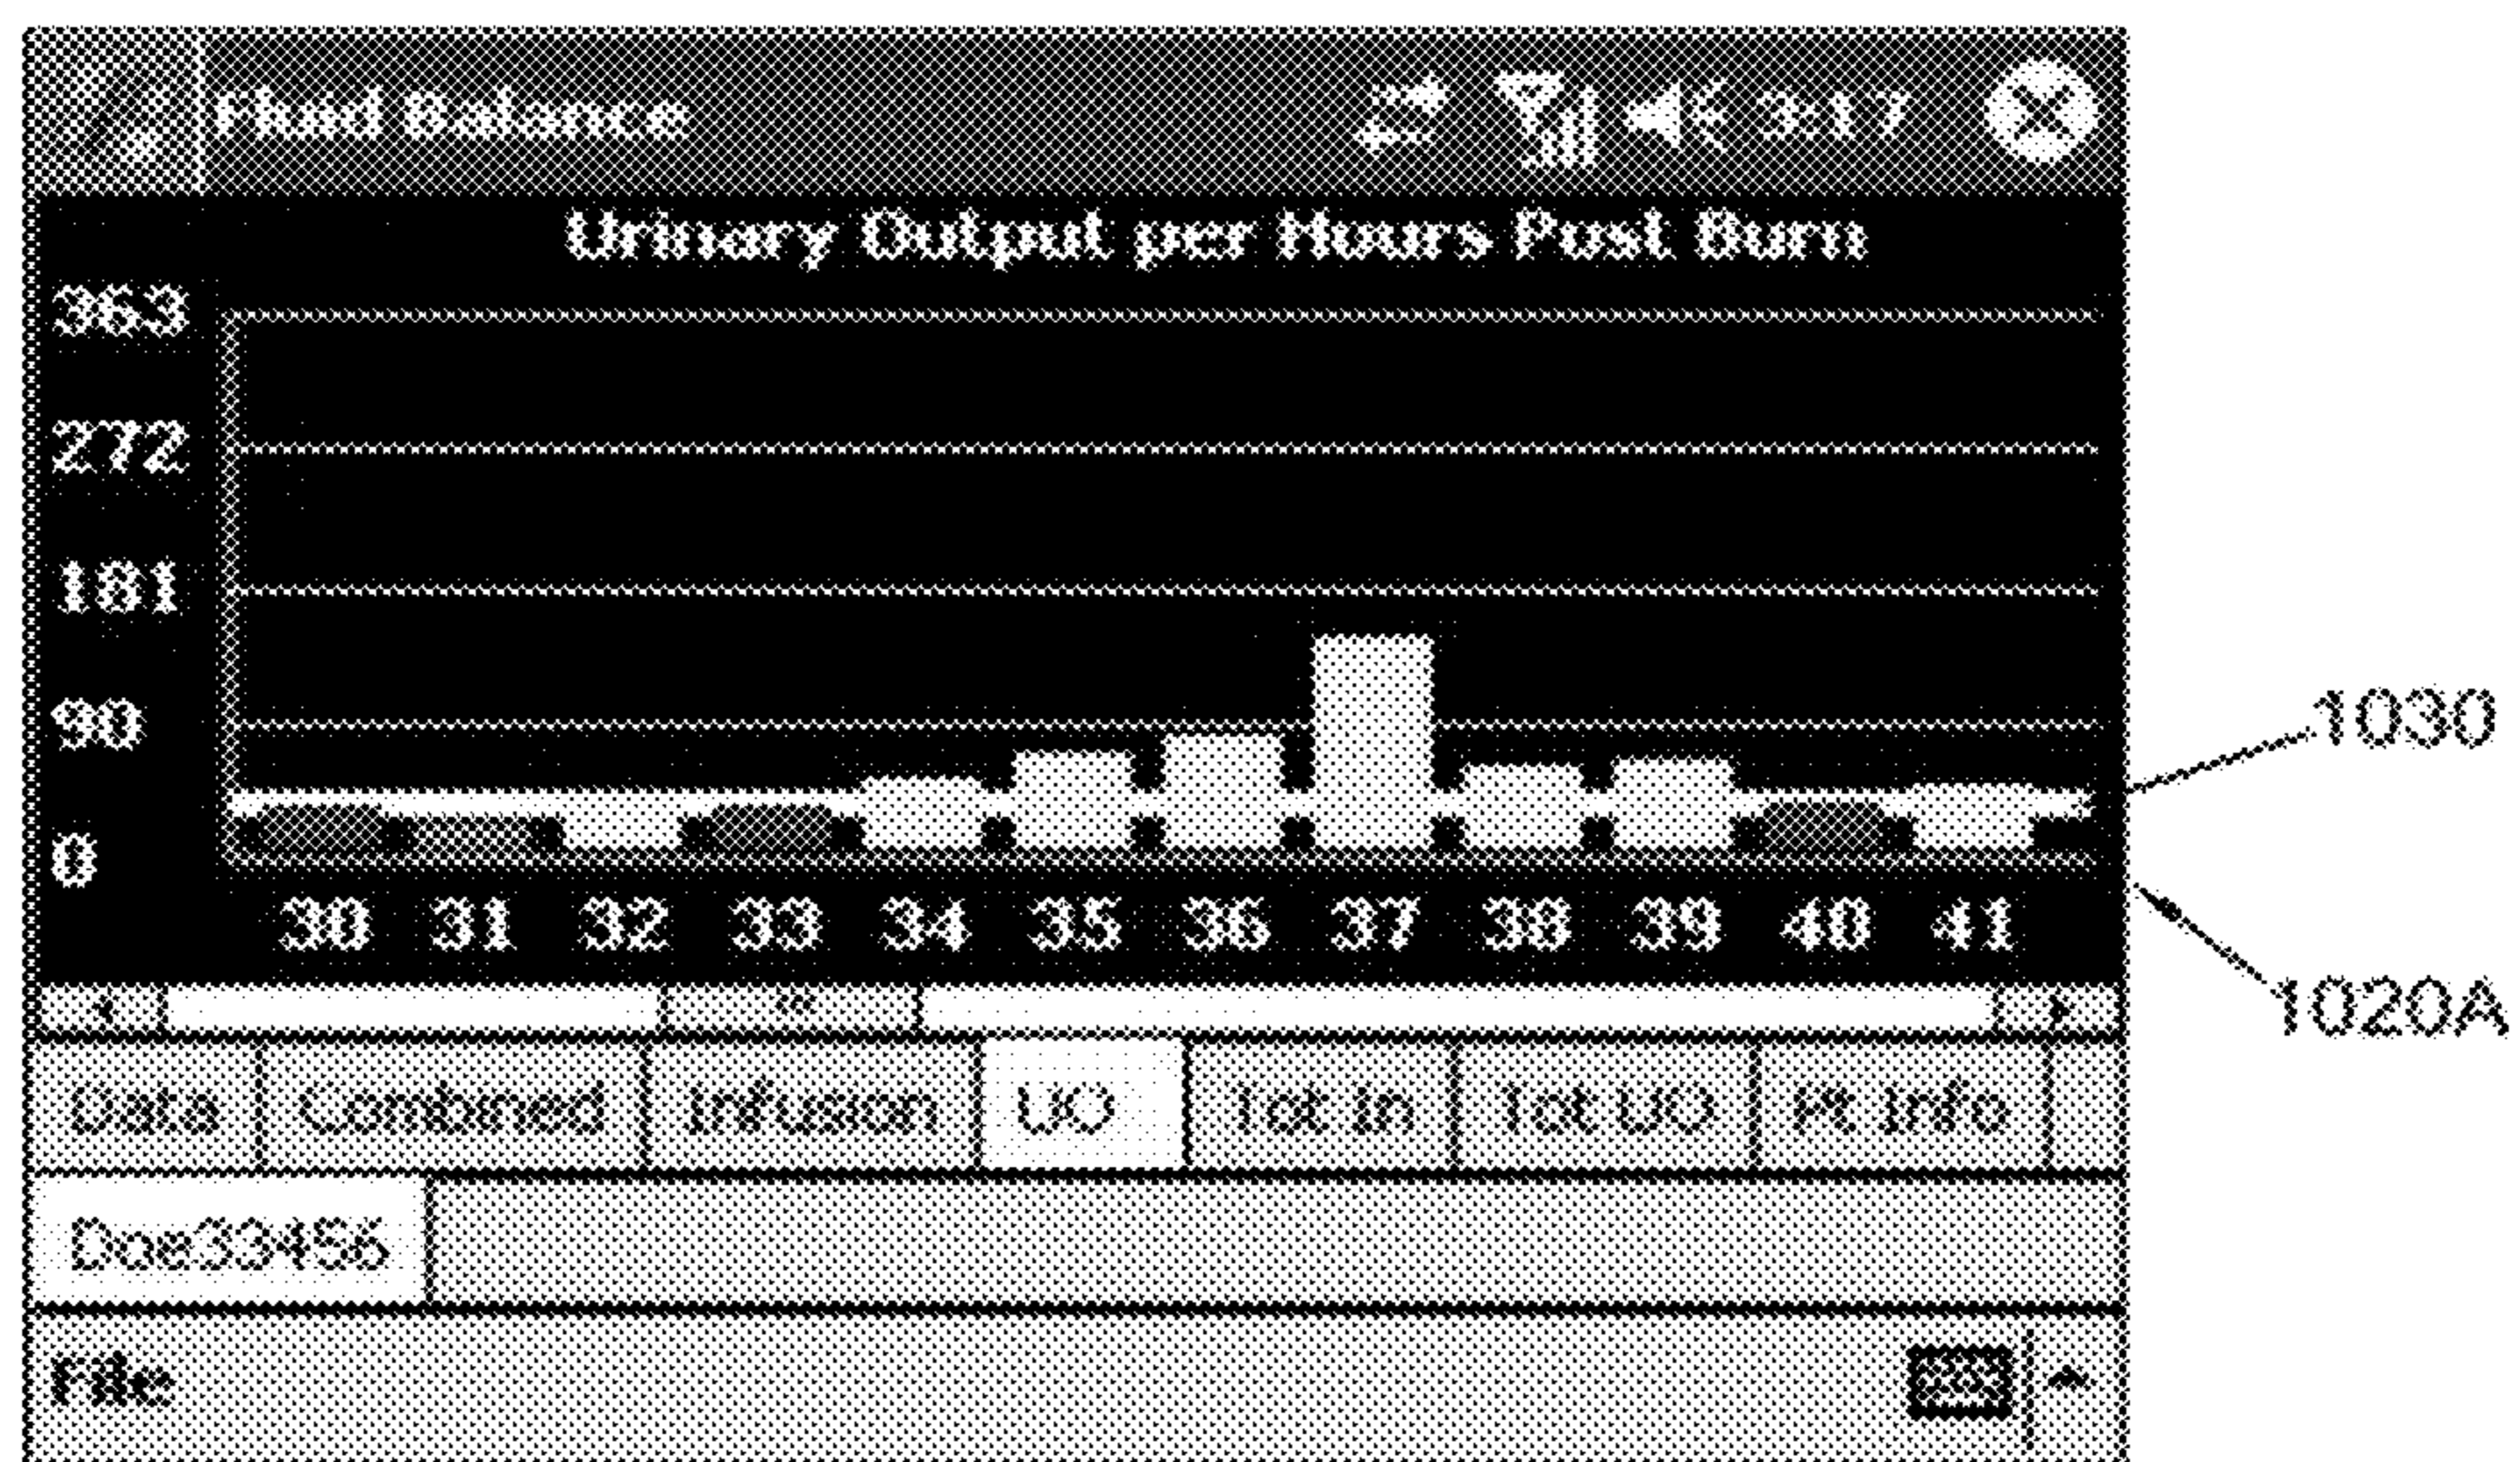 Fluid Balance 3:17
Urinary Output per Hours Post Burn
363
272
181
90
0
1030
30 31 32 33 34 35 36 37 38 39 40 41
1020A
Data Combined Infusion UO Tot In Tot UO Pt Info
Doe33456
File